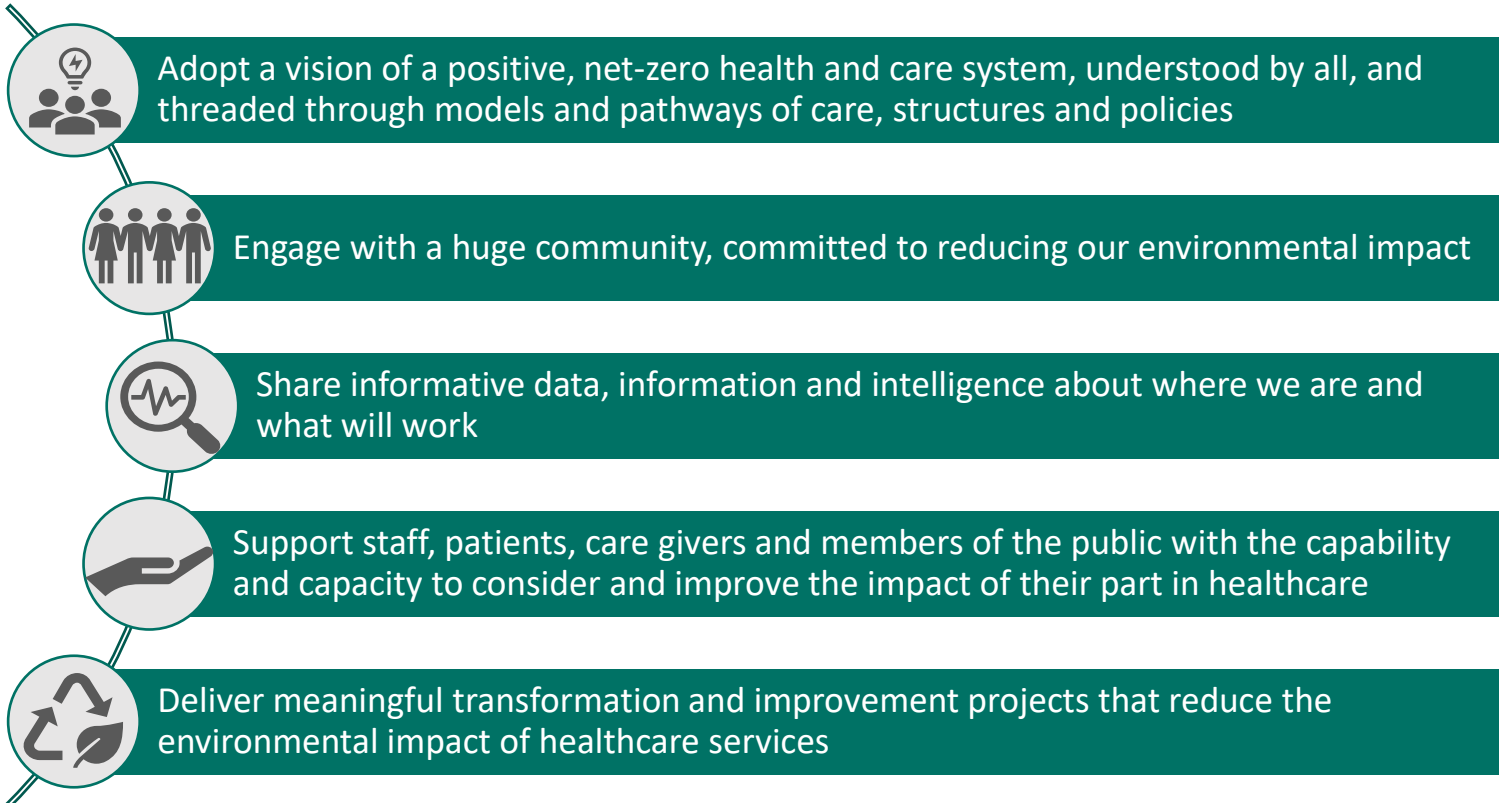 Adopt a vision of a positive, net-zero health and care system, understood by all, and
threaded through models and pathways of care, structures and policies
Engage with a huge community, committed to reducing our environmental impact
Share informative data, information and intelligence about where we are and
what will work
Support staff, patients, care givers and members of the public with the capability
and capacity to consider and improve the impact of their part in healthcare
Deliver meaningful transformation and improvement projects that reduce the
environmental impact of healthcare services